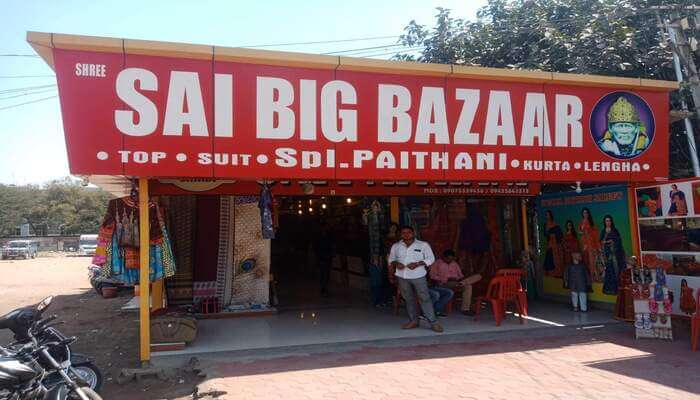 SHREE
SAI BIG BAZAAR
• TOP • SUIT • Spl-PAITHANI • KURTA • LENGHA •